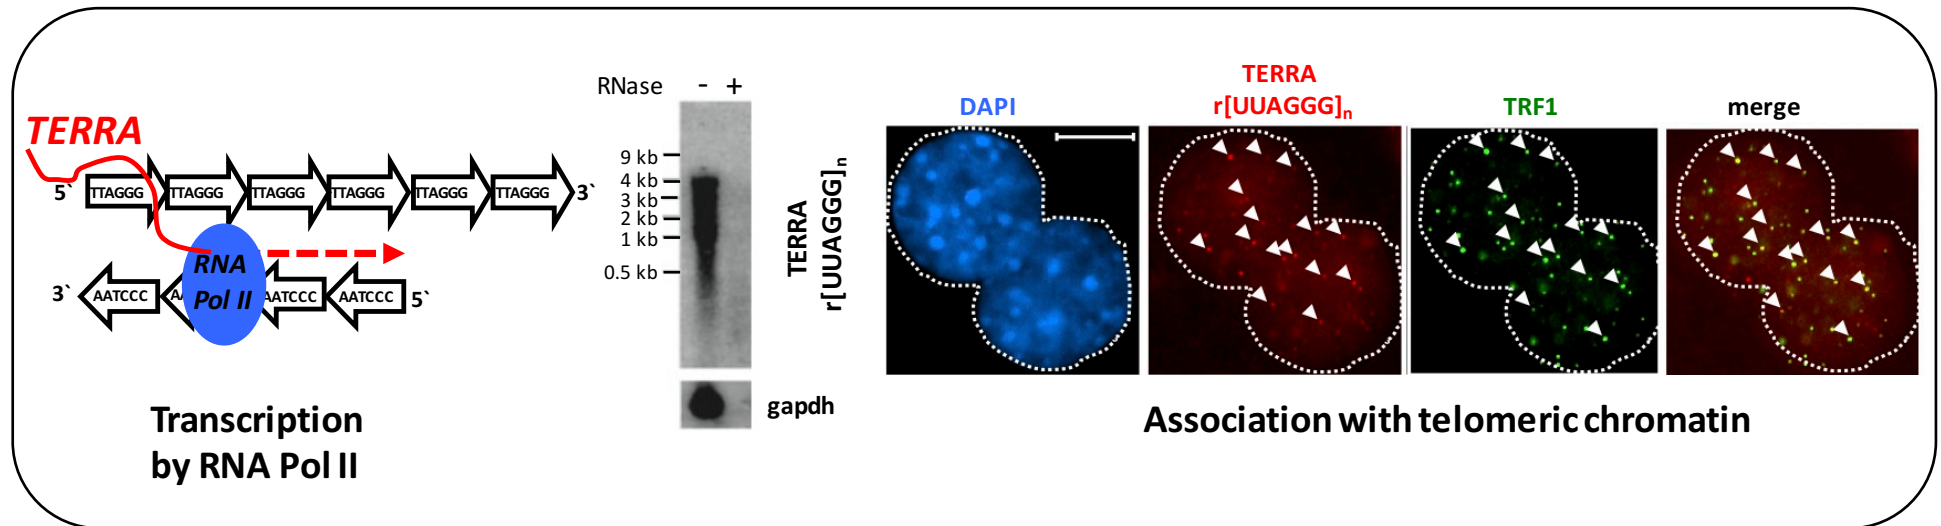 TERRA
5`
TTAGGG TTAGGG TTAGGG TTAGGG TTAGGG TTAGGG
3`
RNA
Pol II
3`
AATCCC AA AATCCC AATCCC
5`
Transcription
by RNA Pol II
RNase - +
9 kb
4 kb
3 kb
2 kb
1 kb
0.5 kb
TERRA
r[UUAGGG]n
gapdh
DAPI
TERRA
r[UUAGGG]n
TRF1
merge
Association with telomeric chromatin